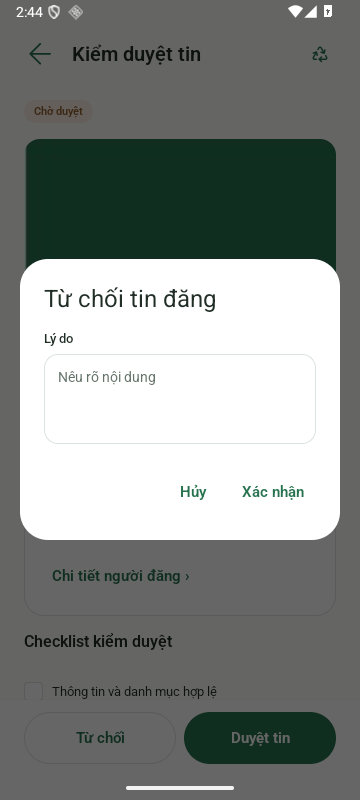 2:44
Kiểm duyệt tin
Chờ duyệt
Từ chối tin đăng
Lý do
Nêu rõ nội dung
Hủy
Xác nhận
Chi tiết người đăng ›
Checklist kiểm duyệt
Thông tin và danh mục hợp lệ
Từ chối
Duyệt tin